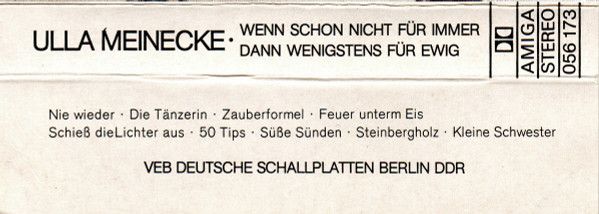 ULLA MEINECKE · WENN SCHON NICHT FÜR IMMER
DANN WENIGSTENS FÜR EWIG
AMIGA
STEREO
056 173
Nie wieder · Die Tänzerin · Zauberformel · Feuer unterm Eis
Schieß dieLichter aus · 50 Tips · Süße Sünden · Steinbergholz · Kleine Schwester
VEB DEUTSCHE SCHALLPLATTEN BERLIN DDR